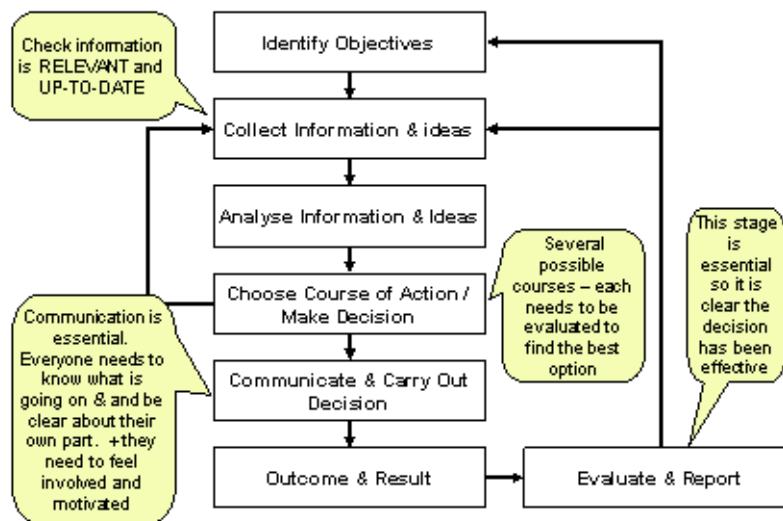 Identify Objectives
Check information
is RELEVANT and
UP-TO-DATE
Collect Information & ideas
Analyse Information & Ideas
Choose Course of Action /
Make Decision
Several
possible
courses – each
needs to be
evaluated to
find the best
option
This stage
is
essential
so it is
clear the
decision
has been
effective
Communication is
essential.
Everyone needs to
know what is
going on & and be
clear about their
own part. + they
need to feel
involved and
motivated
Communicate & Carry Out
Decision
Outcome & Result
Evaluate & Report